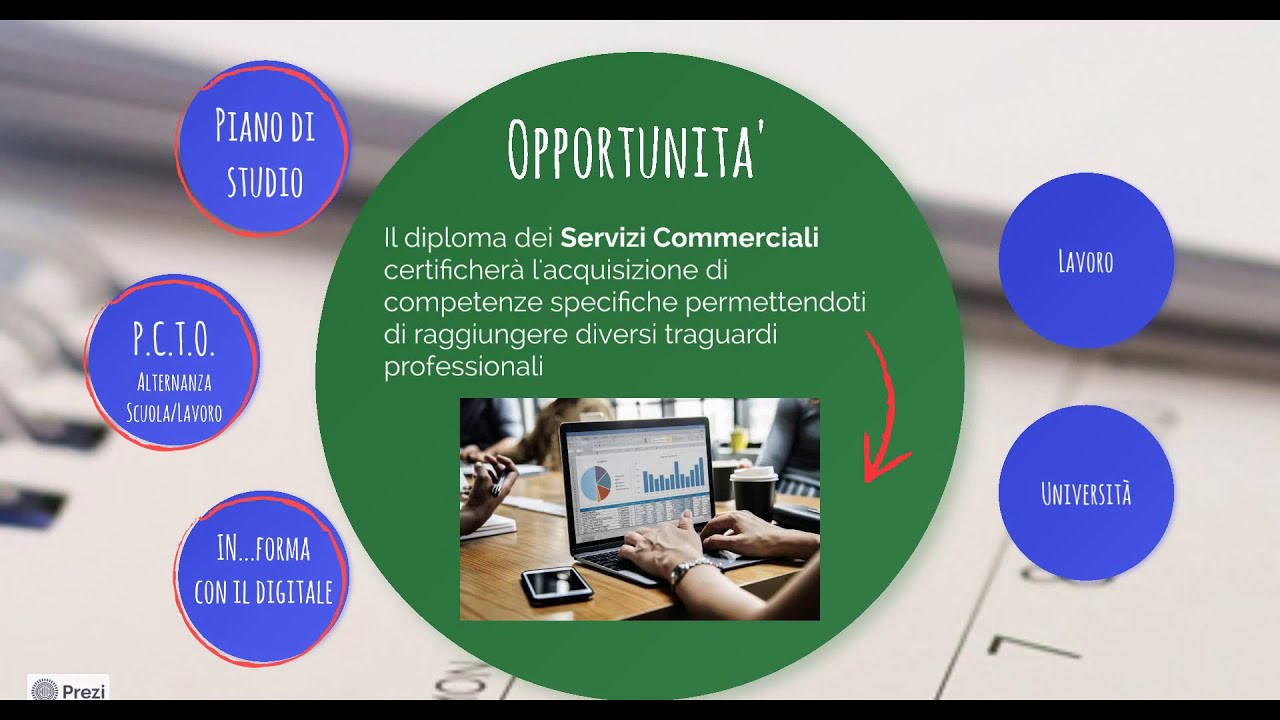 PIANO DI
STUDIO
P.C.T.O.
ALTERNANZA
SCUOLA/LAVORO
IN...FORMA
CON IL DIGITALE
OPPORTUNITA'
Il diploma dei Servizi Commerciali
certificherà l'acquisizione di
competenze specifiche permettendoti
di raggiungere diversi traguardi
professionali
LAVORO
UNIVERSITÀ
Prezi